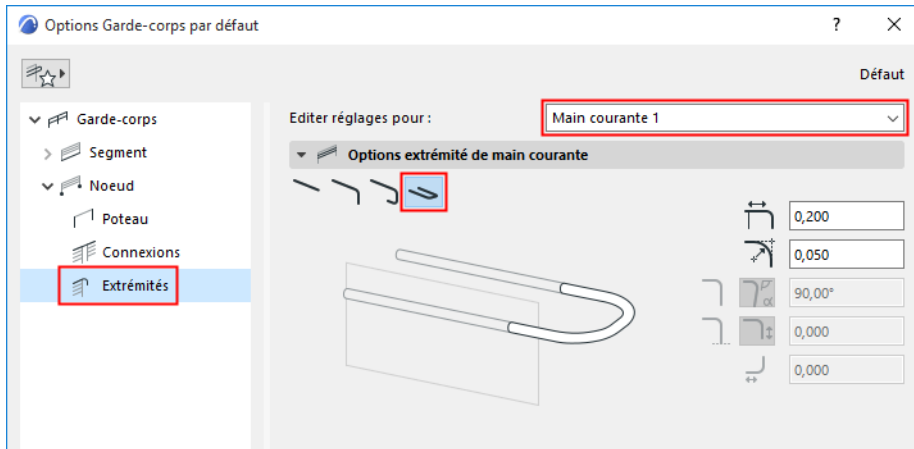 Options Garde-corps par défaut
?
Défaut
Garde-corps
Editer réglages pour :
Main courante 1
Segment
Options extrémité de main courante
Noeud
Poteau
0,200
Connexions
0,050
Extrémités
α
90,00°
0,000
0,000